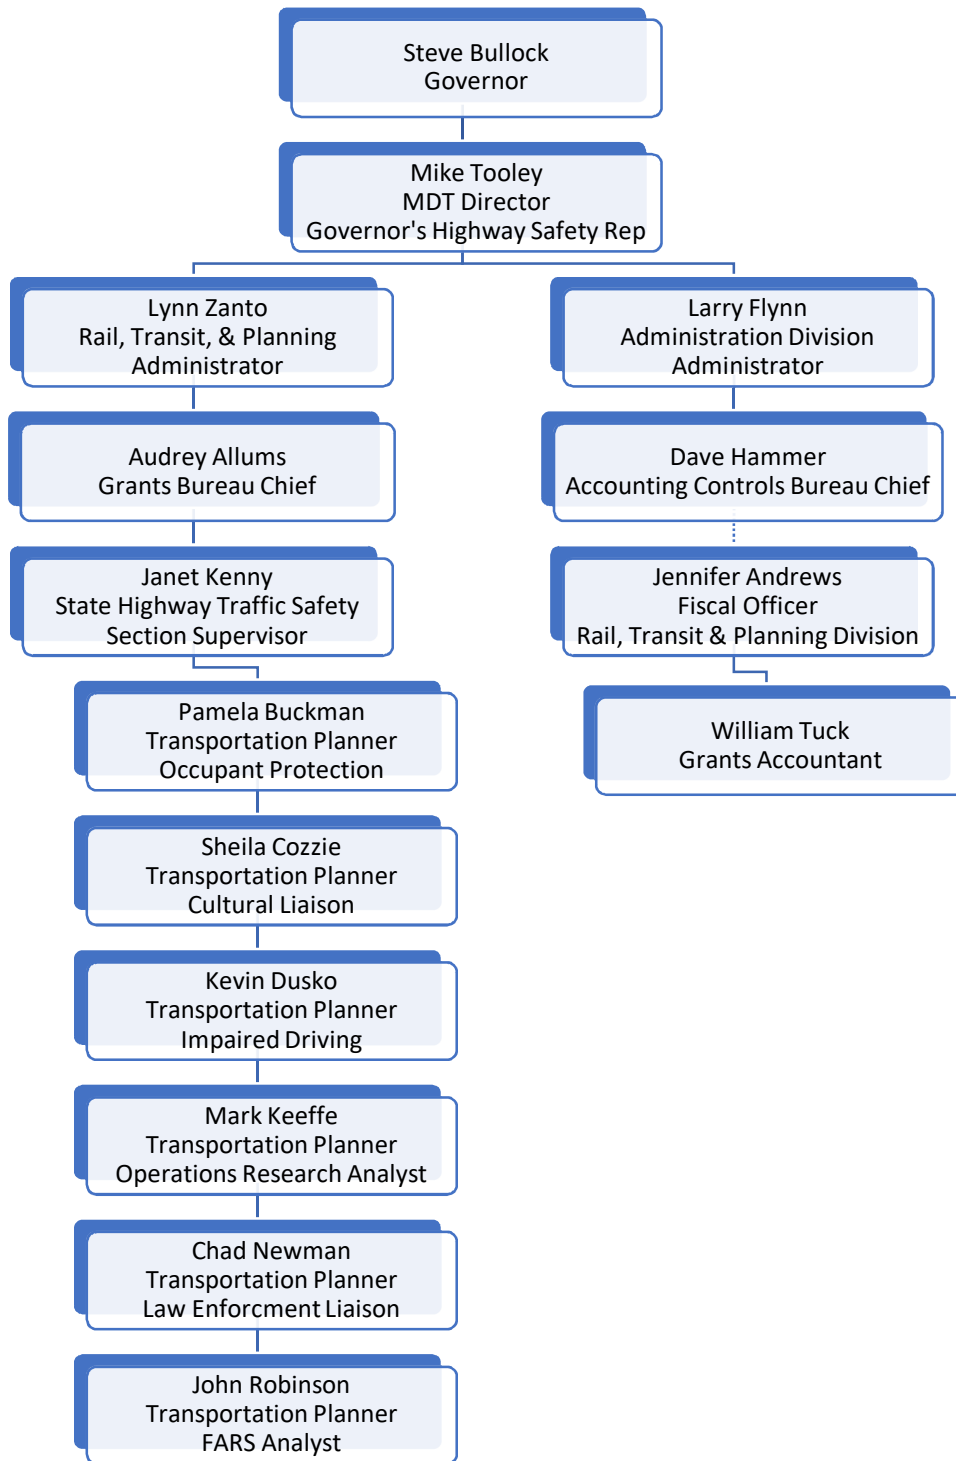 Steve Bullock
Governor
Mike Tooley
MDT Director
Governor's Highway Safety Rep
Lynn Zanto
Rail, Transit, & Planning
Administrator
Larry Flynn
Administration Division
Administrator
Audrey Allums
Grants Bureau Chief
Dave Hammer
Accounting Controls Bureau Chief
Janet Kenny
State Highway Traffic Safety
Section Supervisor
Jennifer Andrews
Fiscal Officer
Rail, Transit & Planning Division
Pamela Buckman
Transportation Planner
Occupant Protection
William Tuck
Grants Accountant
Sheila Cozzie
Transportation Planner
Cultural Liaison
Kevin Dusko
Transportation Planner
Impaired Driving
Mark Keeffe
Transportation Planner
Operations Research Analyst
Chad Newman
Transportation Planner
Law Enforcment Liaison
John Robinson
Transportation Planner
FARS Analyst